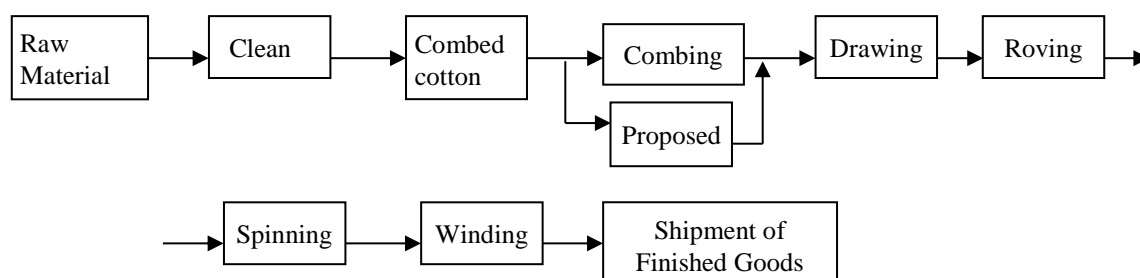 Raw
Material
Clean
Combed
cotton
Combing
Proposed
Drawing
Roving
Spinning
Winding
Shipment of
Finished Goods